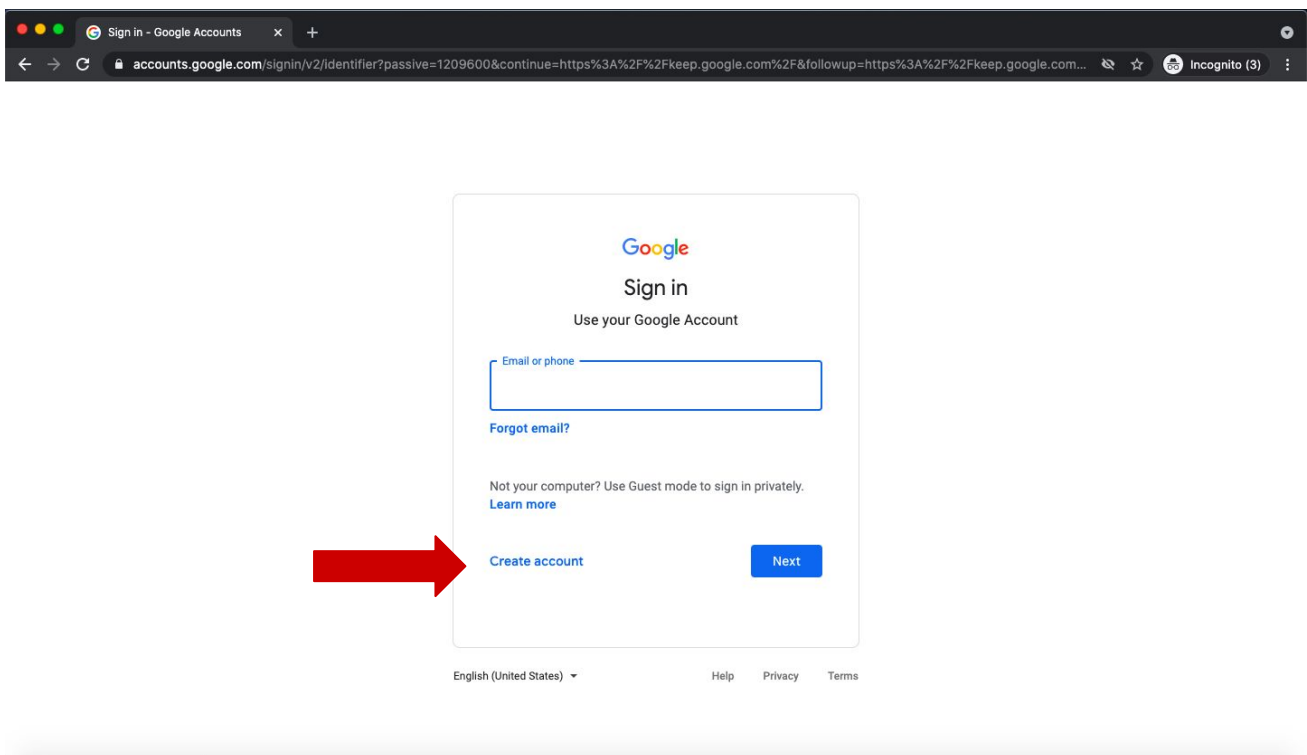 Sign in - Google Accounts
accounts.google.com/signin/v2/identifier?passive=1209600&continue=https%3A%2F%2Fkeep.google.com%2F&followup=https%3A%2F%2Fkeep.google.com... Incognito (3)
Google
Sign in
Use your Google Account
Email or phone
Forgot email?
Not your computer? Use Guest mode to sign in privately.
Learn more
Create account Next
English (United States) Help Privacy Terms